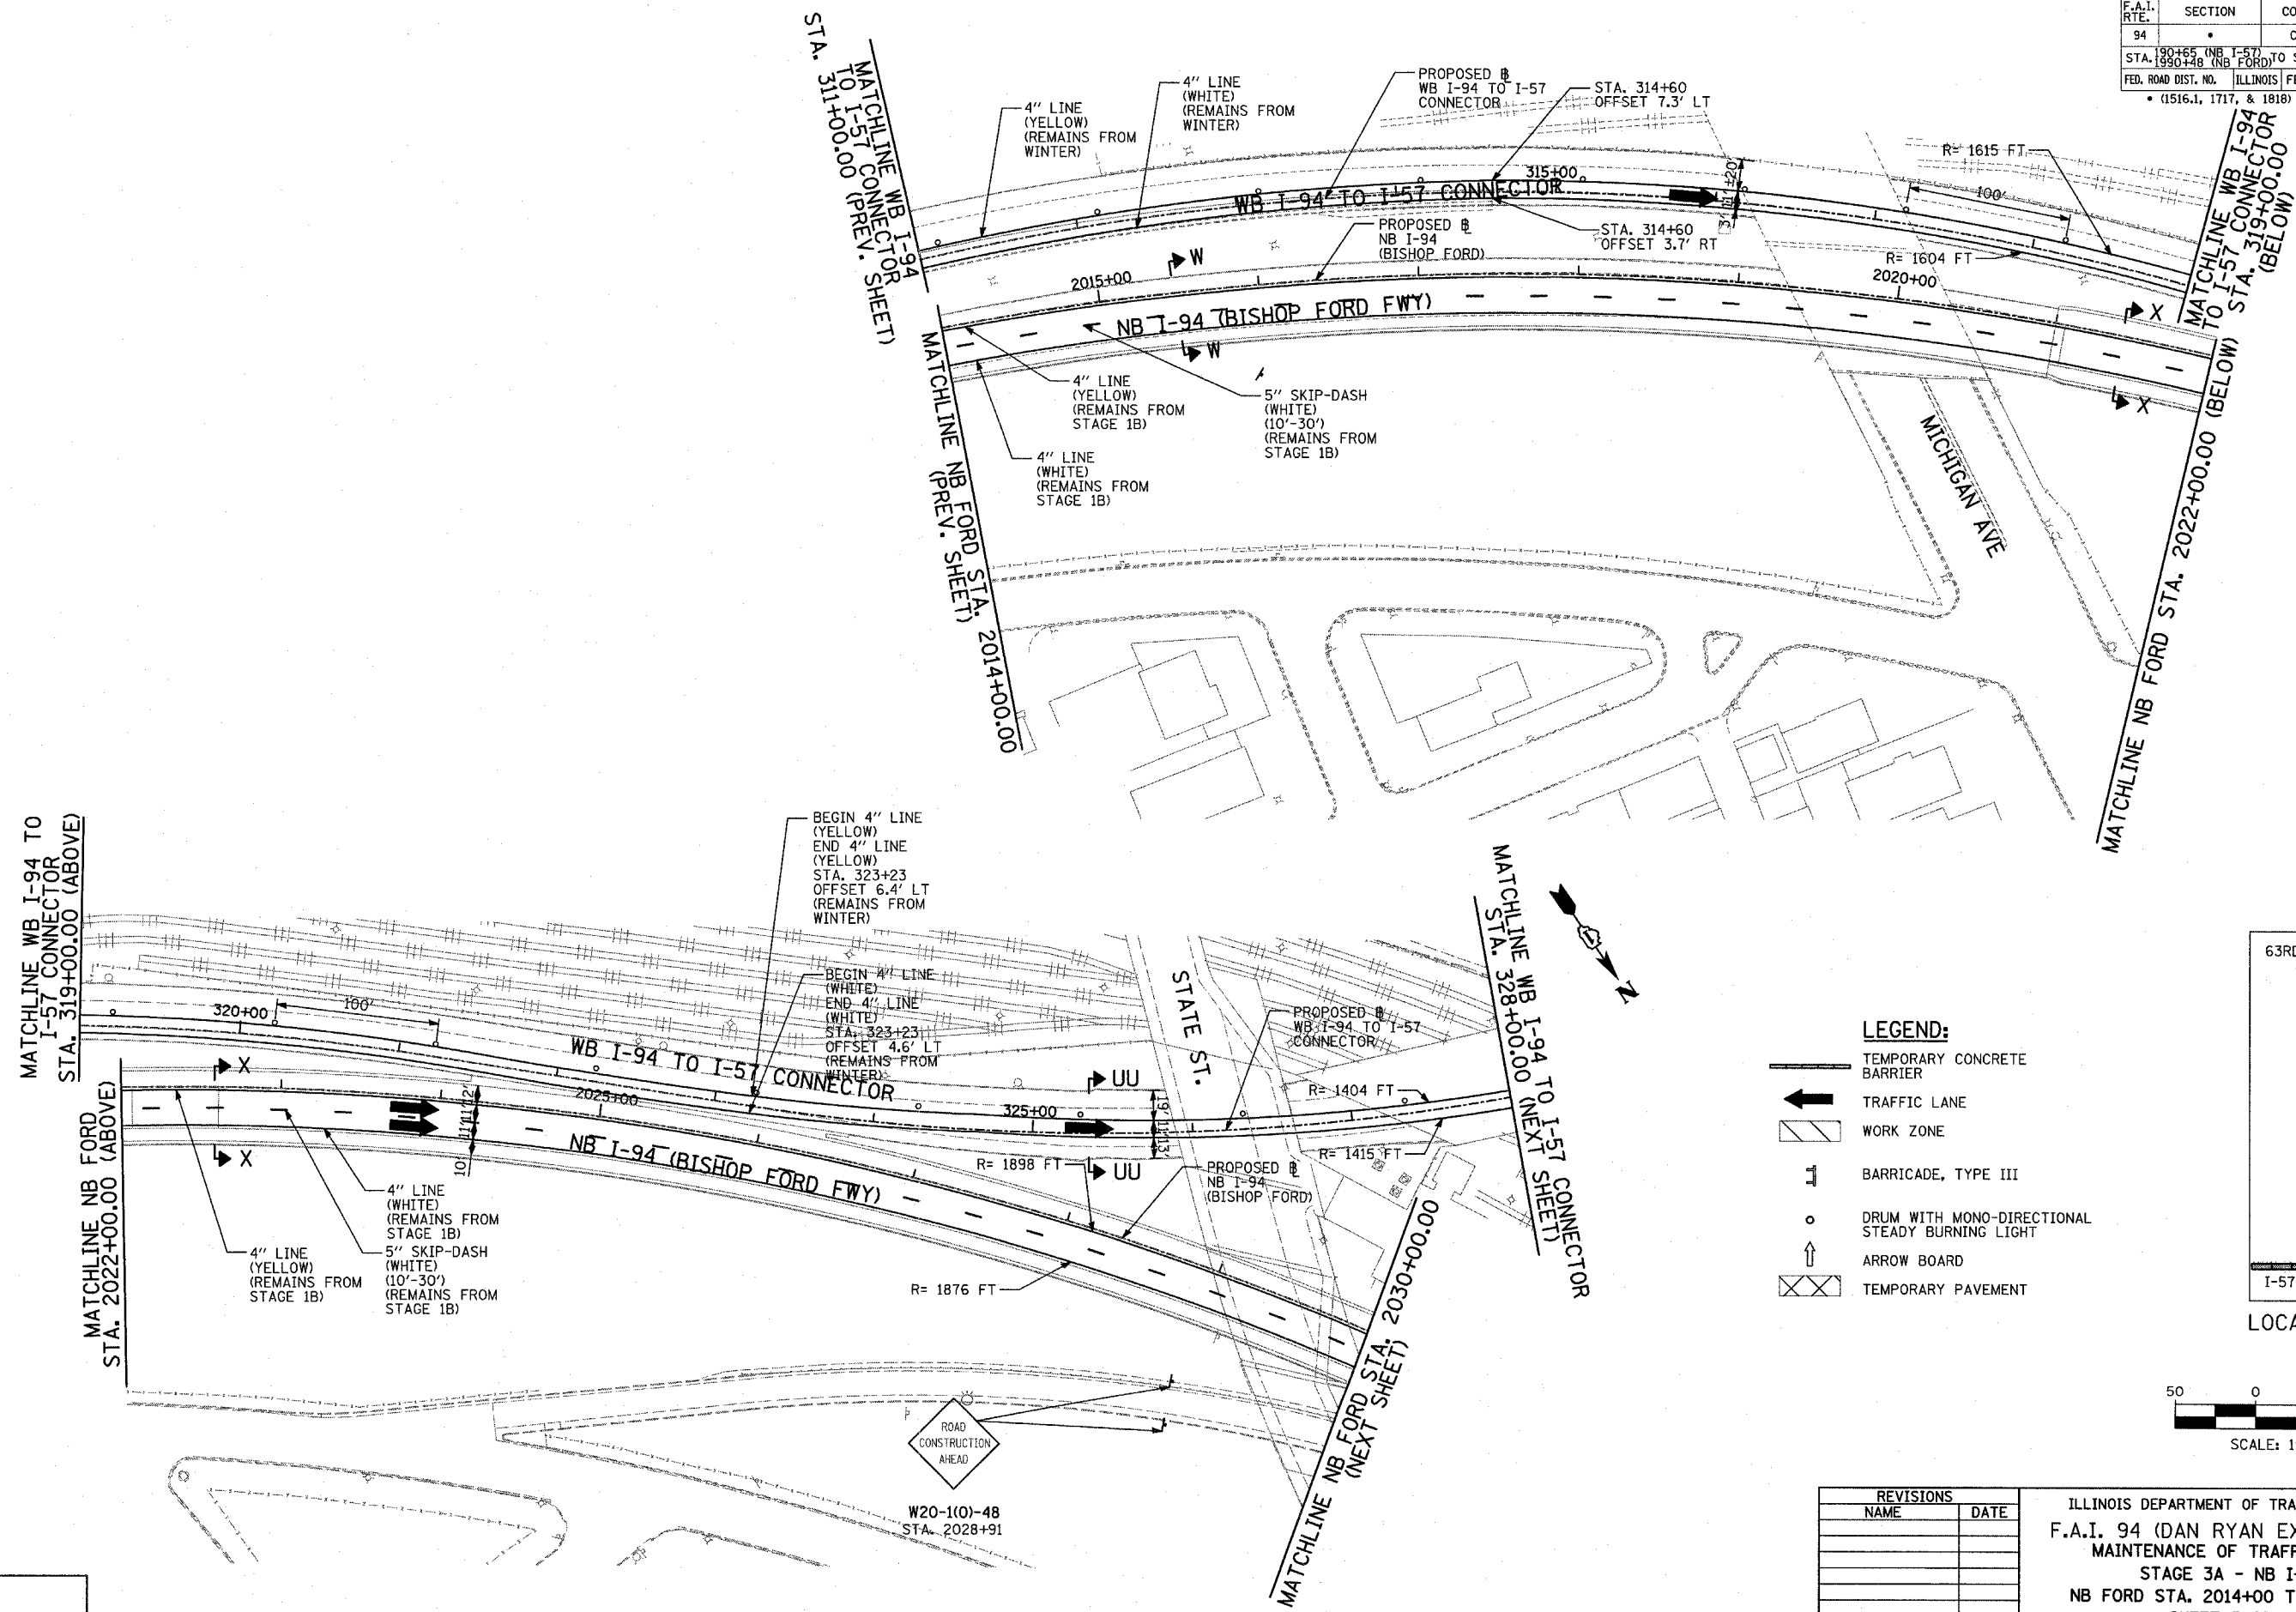 F.A.I.
RTE.
SECTION
94
•
STA. 190+65 (NB I-57) TO
1990+48 (NB FORD)
FED. ROAD DIST. NO.
ILLINOIS
• (1516.1, 1717, & 1818)
MATCHLINE WB I-94
TO I-57 CONNECTOR
STA. 311+00.00 (PREV. SHEET)
4" LINE
(YELLOW)
(REMAINS FROM
WINTER)
4" LINE
(WHITE)
(REMAINS FROM
WINTER)
PROPOSED B
WB I-94 TO I-57
CONNECTOR
STA. 314+60
OFFSET 7.3' LT
315+00
WB I-94 TO I-57 CONNECTOR
R= 1615 FT
100'
PROPOSED B
NB I-94
(BISHOP FORD)
STA. 314+60
OFFSET 3.7' RT
R= 1604 FT
W
2015+00
2020+00
NB I-94 (BISHOP FORD FWY)
W
X
X
4" LINE
(YELLOW)
(REMAINS FROM
STAGE 1B)
5" SKIP-DASH
(WHITE)
(10'-30')
(REMAINS FROM
STAGE 1B)
4" LINE
(WHITE)
(REMAINS FROM
STAGE 1B)
MATCHLINE NB FORD STA. 2014+00.00
(PREV. SHEET)
MICHIGAN AVE
MATCHLINE WB I-94
TO I-57 CONNECTOR
STA. 319+00.00
(BELOW)
MATCHLINE NB FORD STA. 2022+00.00 (BELOW)
MATCHLINE WB I-94 TO
I-57 CONNECTOR
STA. 319+00.00 (ABOVE)
BEGIN 4" LINE
(YELLOW)
END 4" LINE
(YELLOW)
STA. 323+23
OFFSET 6.4' LT
(REMAINS FROM
WINTER)
BEGIN 4" LINE
(WHITE)
END 4" LINE
(WHITE)
STA. 323+23
OFFSET 4.6' LT
(REMAINS FROM
WINTER)
320+00
100'
WB I-94 TO I-57 CONNECTOR
STATE ST.
PROPOSED B
WB I-94 TO I-57
CONNECTOR
MATCHLINE WB I-94 TO I-57 CONNECTOR
STA. 328+00.00 (NEXT SHEET)
N
X
UU
R= 1404 FT
2025+00
325+00
19'
11'
13'
12'
11'
11'
10'
X
NB I-94 (BISHOP FORD FWY)
R= 1898 FT
UU
R= 1415 FT
PROPOSED B
NB I-94
(BISHOP FORD)
MATCHLINE NB FORD
STA. 2022+00.00 (ABOVE)
4" LINE
(WHITE)
(REMAINS FROM
STAGE 1B)
4" LINE
(YELLOW)
(REMAINS FROM
STAGE 1B)
5" SKIP-DASH
(WHITE)
(10'-30')
(REMAINS FROM
STAGE 1B)
R= 1876 FT
MATCHLINE NB FORD STA. 2030+00.00
(NEXT SHEET)
ROAD
CONSTRUCTION
AHEAD
W20-1(O)-48
STA. 2028+91
LEGEND:
TEMPORARY CONCRETE
BARRIER
TRAFFIC LANE
WORK ZONE
BARRICADE, TYPE III
DRUM WITH MONO-DIRECTIONAL
STEADY BURNING LIGHT
ARROW BOARD
TEMPORARY PAVEMENT
63RD
I-57
LOCA
50 0
SCALE: 1
REVISIONS
NAME DATE
ILLINOIS DEPARTMENT OF TRA
F.A.I. 94 (DAN RYAN EX
MAINTENANCE OF TRAFF
STAGE 3A - NB I-
NB FORD STA. 2014+00 T